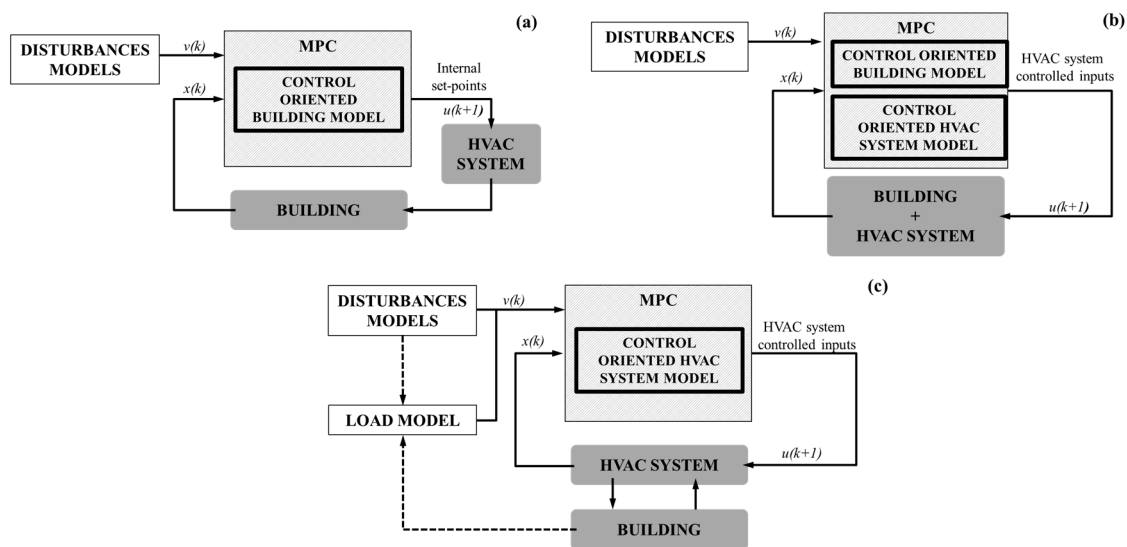 (a)
DISTURBANCES
MODELS
v(k)
x(k)
MPC
CONTROL
ORIENTED
BUILDING MODEL
Internal
set-points
u(k+1)
HVAC
SYSTEM
BUILDING
(b)
DISTURBANCES
MODELS
v(k)
x(k)
MPC
CONTROL ORIENTED
BUILDING MODEL
CONTROL
ORIENTED HVAC
SYSTEM MODEL
HVAC system
controlled inputs
u(k+1)
BUILDING
+
HVAC SYSTEM
(c)
DISTURBANCES
MODELS
v(k)
x(k)
MPC
CONTROL
ORIENTED HVAC
SYSTEM MODEL
HVAC system
controlled inputs
LOAD MODEL
u(k+1)
HVAC SYSTEM
BUILDING